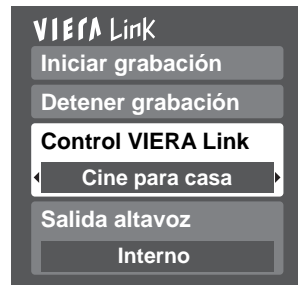 VIERA Link
Iniciar grabación
Detener grabación
Control VIERA Link
Cine para casa
Salida altavoz
Interno